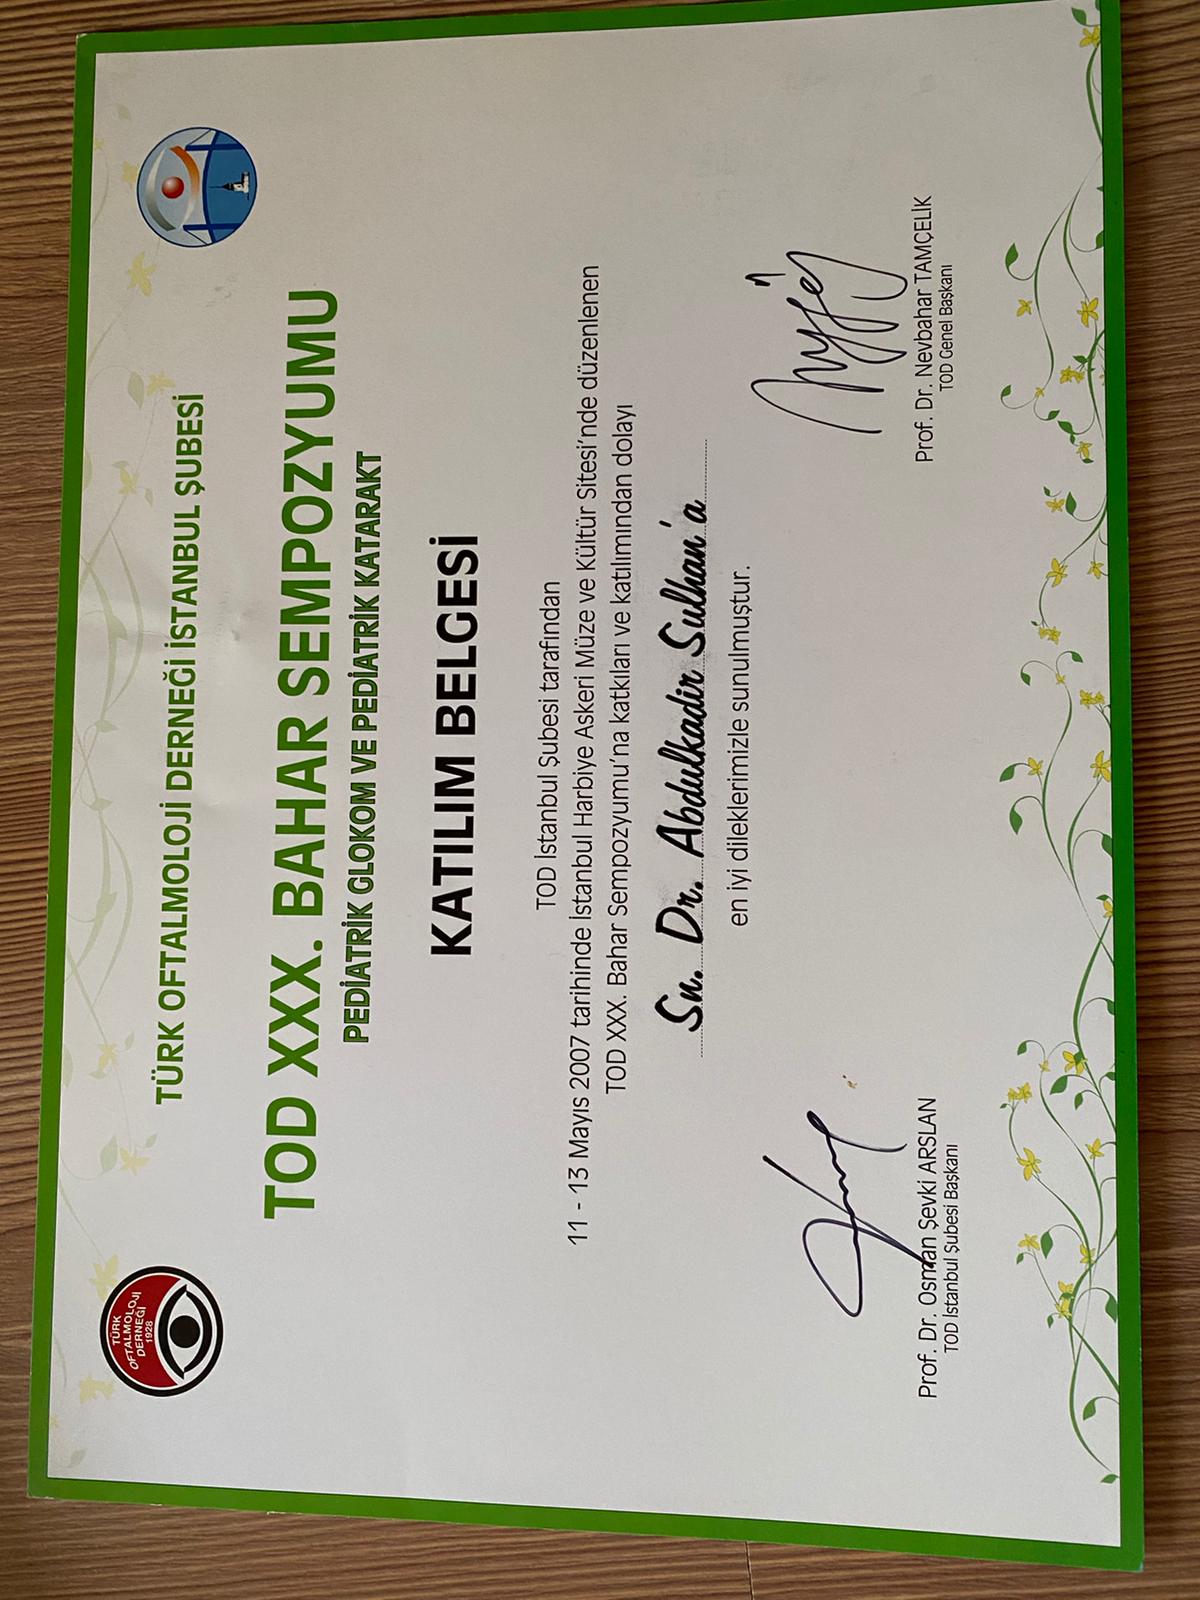 TÜRK
OFTALMOLOJİ
DERNEĞİ
1928
TÜRK OFTALMOLOJİ DERNEĞİ İSTANBUL ŞUBESİ
TOD XXX. BAHAR SEMPOZYUMU
PEDİATRİK GLOKOM VE PEDİATRİK KATARAKT
KATILIM BELGESİ
TOD İstanbul Şubesi tarafından
11 - 13 Mayıs 2007 tarihinde İstanbul Harbiye Askeri Müze ve Kültür Sitesi'nde düzenlenen
TOD XXX. Bahar Sempozyumu'na katkıları ve katılımından dolayı
Sn. Dr. Abdulkadir Sulhan'a
en iyi dileklerimizle sunulmuştur.
Prof. Dr. Osman Şevki ARSLAN
TOD İstanbul Şubesi Başkanı
Prof. Dr. Nevbahar TAMÇELİK
TOD Genel Başkanı